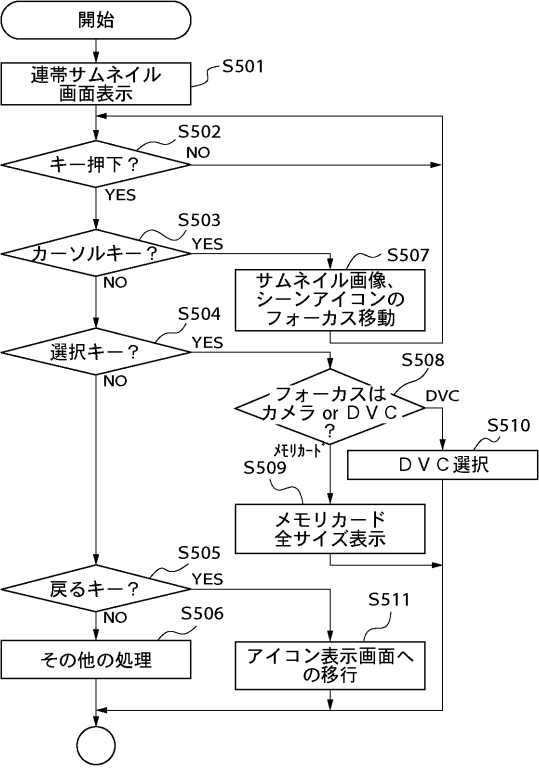 開始
連帯サムネイル
画面表示
S501
キー押下？
S502
NO
YES
カーソルキー？
S503
YES
NO
サムネイル画像、
シーンアイコンの
フォーカス移動
S507
選択キー？
S504
YES
NO
フォーカスは
カメラ or ＤＶＣ
？
S508
DVC
ﾒﾓﾘｶｰﾄﾞ
ＤＶＣ選択
S510
メモリカード
全サイズ表示
S509
戻るキー？
S505
YES
NO
その他の処理
S506
アイコン表示画面へ
の移行
S511